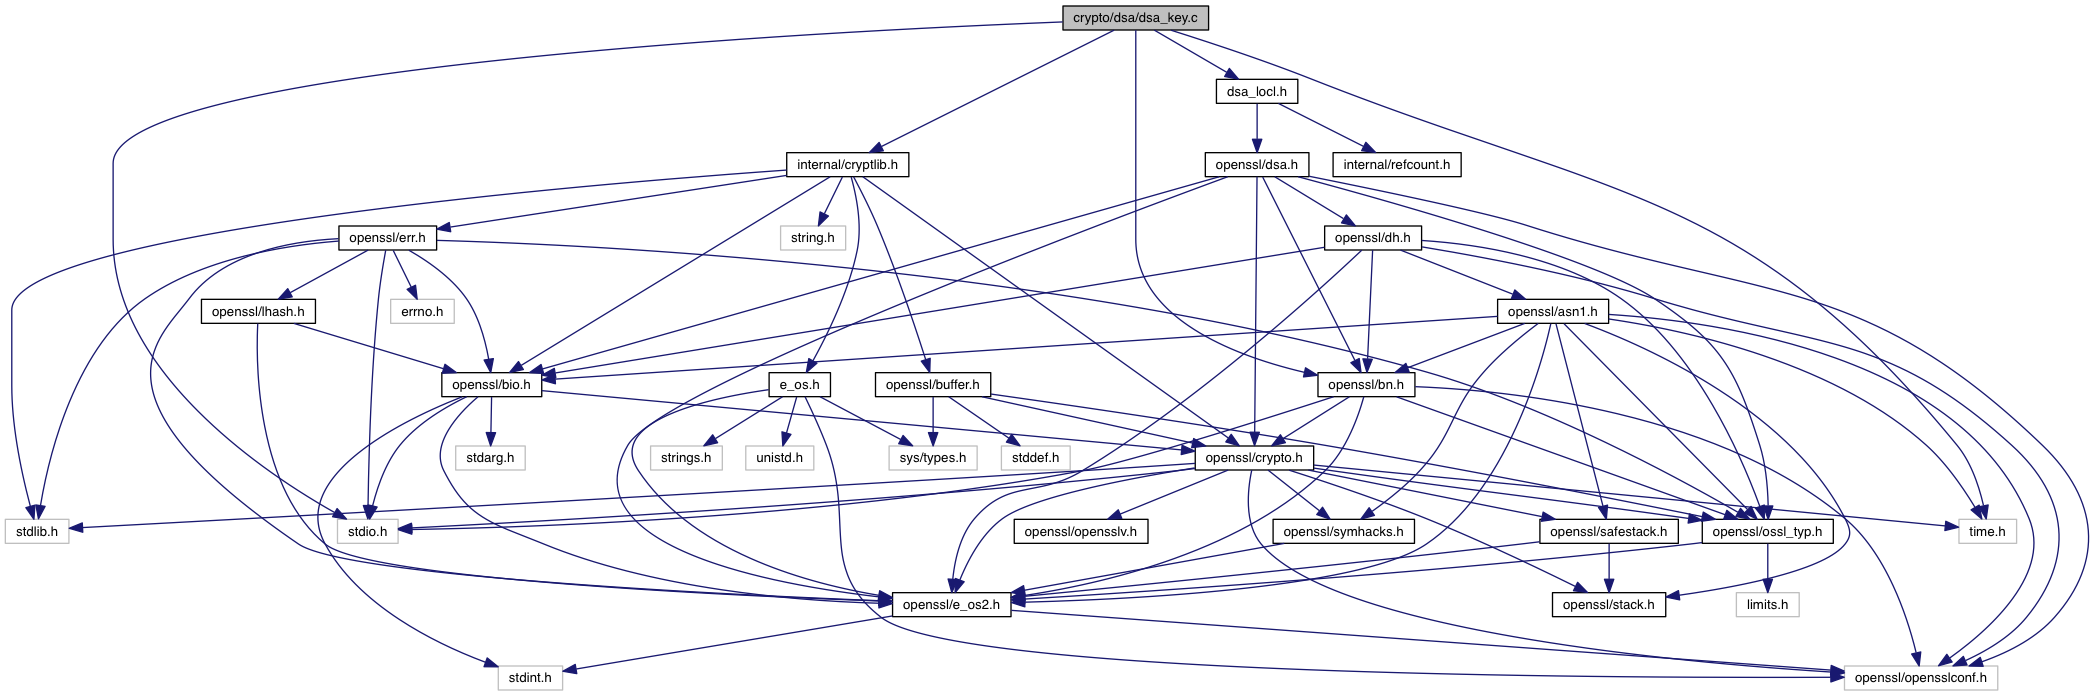 crypto/dsa/dsa_key.c
dsa_locl.h
internal/cryptlib.h
openssl/dsa.h
internal/refcount.h
openssl/err.h
string.h
openssl/dh.h
openssl/lhash.h
errno.h
openssl/asn1.h
openssl/bio.h
e_os.h
openssl/buffer.h
openssl/bn.h
stdarg.h
strings.h
unistd.h
sys/types.h
stddef.h
openssl/crypto.h
stdlib.h
stdio.h
openssl/opensslv.h
openssl/symhacks.h
openssl/safestack.h
openssl/ossl_typ.h
time.h
openssl/e_os2.h
openssl/stack.h
limits.h
stdint.h
openssl/opensslconf.h